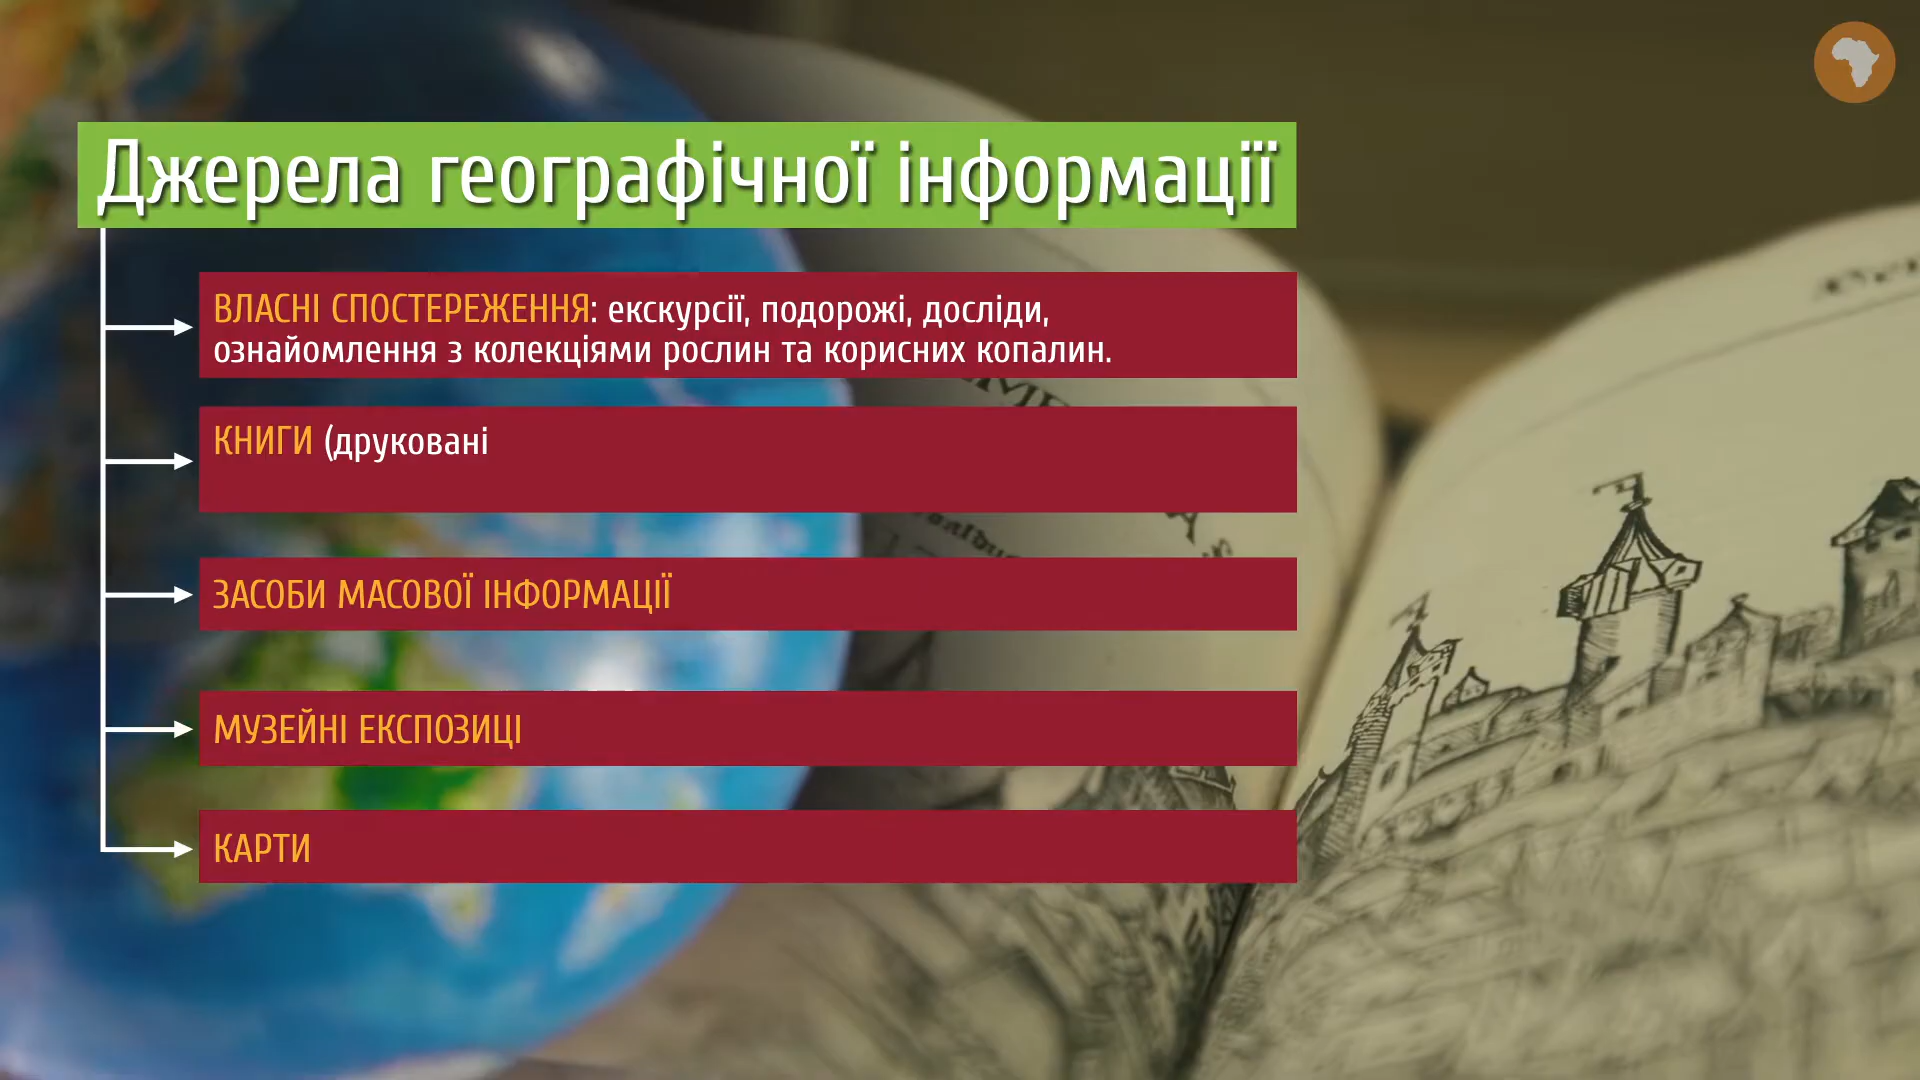 Джерела географічної інформації
ВЛАСНІ СПОСТЕРЕЖЕННЯ: екскурсії, подорожі, досліди,
ознайомлення з колекціями рослин та корисних копалин.
КНИГИ (друковані
ЗАСОБИ МАСОВОЇ ІНФОРМАЦІЇ
МУЗЕЙНІ ЕКСПОЗИЦІ
КАРТИ